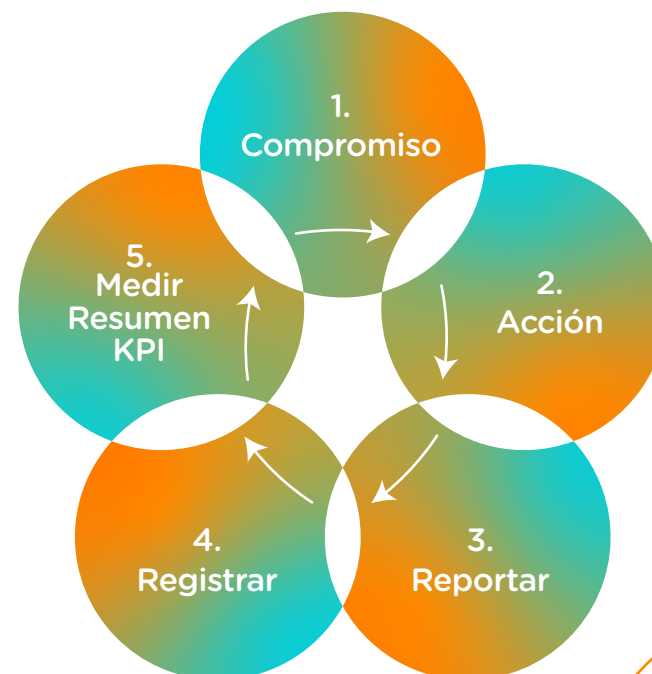 1.
Compromiso
2.
Acción
3.
Reportar
4.
Registrar
5.
Medir
Resumen
KPI